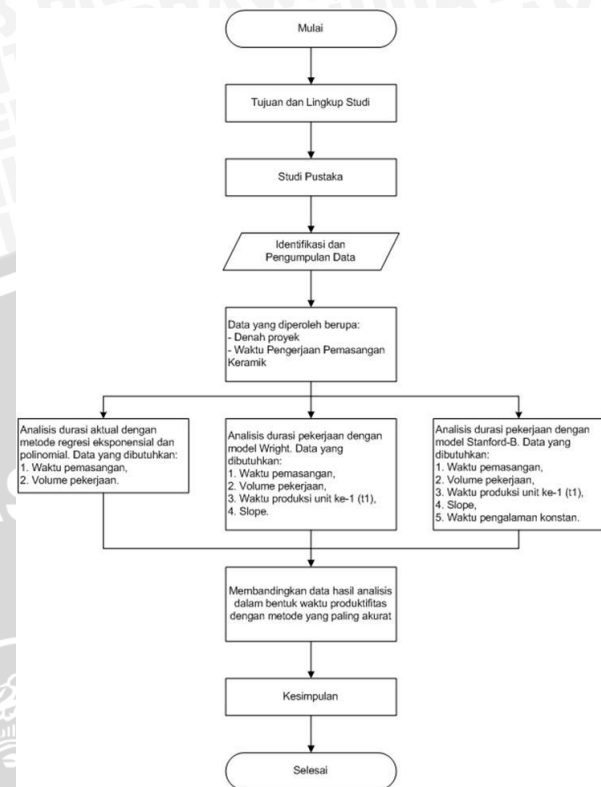 Mulai
Tujuan dan Lingkup Studi
Studi Pustaka
Identifikasi dan
Pengumpulan Data
Data yang diperoleh berupa:
- Denah proyek
- Waktu Pengerjaan Pemasangan
Keramik
Analisis durasi aktual dengan
metode regresi eksponensial dan
polinomial. Data yang dibutuhkan:
1. Waktu pemasangan,
2. Volume pekerjaan.
Analisis durasi pekerjaan dengan
model Wright. Data yang
dibutuhkan:
1. Waktu pemasangan,
2. Volume pekerjaan,
3. Waktu produksi unit ke-1 (t1),
4. Slope.
Analisis durasi pekerjaan dengan
model Stanford-B. Data yang
dibutuhkan:
1. Waktu pemasangan,
2. Volume pekerjaan,
3. Waktu produksi unit ke-1 (t1),
4. Slope,
5. Waktu pengalaman konstan.
Membandingkan data hasil analisis
dalam bentuk waktu produktifitas
dengan metode yang paling akurat
Kesimpulan
Selesai